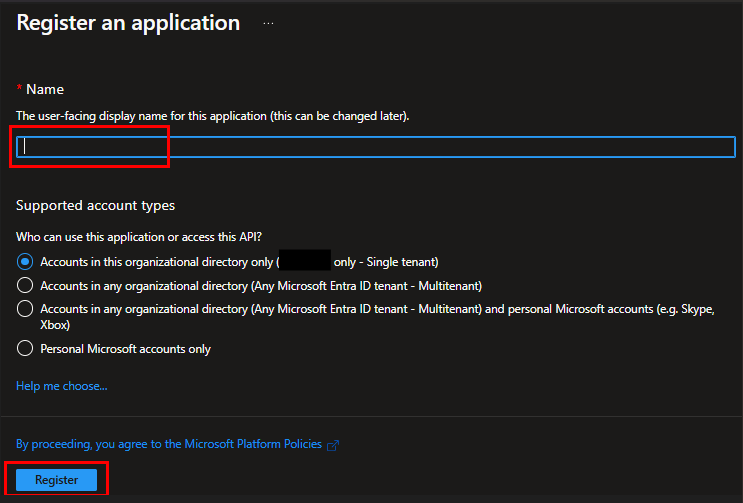 Register an application ...
* Name
The user-facing display name for this application (this can be changed later).
Supported account types
Who can use this application or access this API?
Accounts in this organizational directory only ( only - Single tenant)
Accounts in any organizational directory (Any Microsoft Entra ID tenant - Multitenant)
Accounts in any organizational directory (Any Microsoft Entra ID tenant - Multitenant) and personal Microsoft accounts (e.g. Skype,
Xbox)
Personal Microsoft accounts only
Help me choose...
By proceeding, you agree to the Microsoft Platform Policies
Register